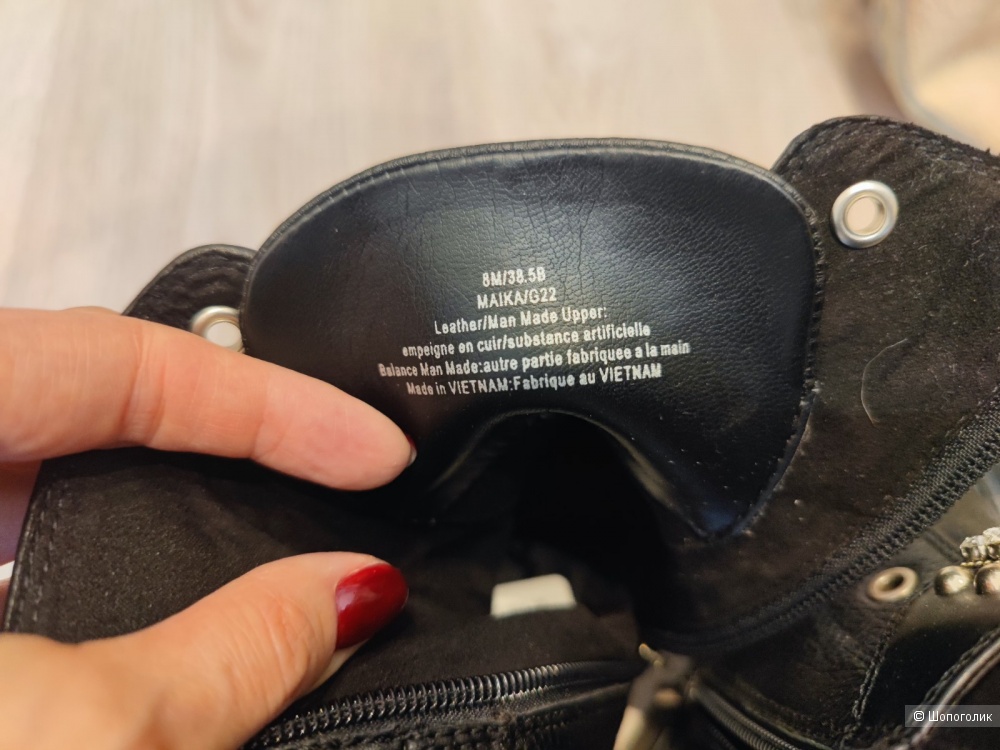 8M/38.5B
MAIKA/G22
Leather/Man Made Upper:
empeigne en cuir/substance artificielle
Balance Man Made:autre partie fabriquee a la main
Made in VIETNAM:Fabrique au VIETNAM
© Шопоголик